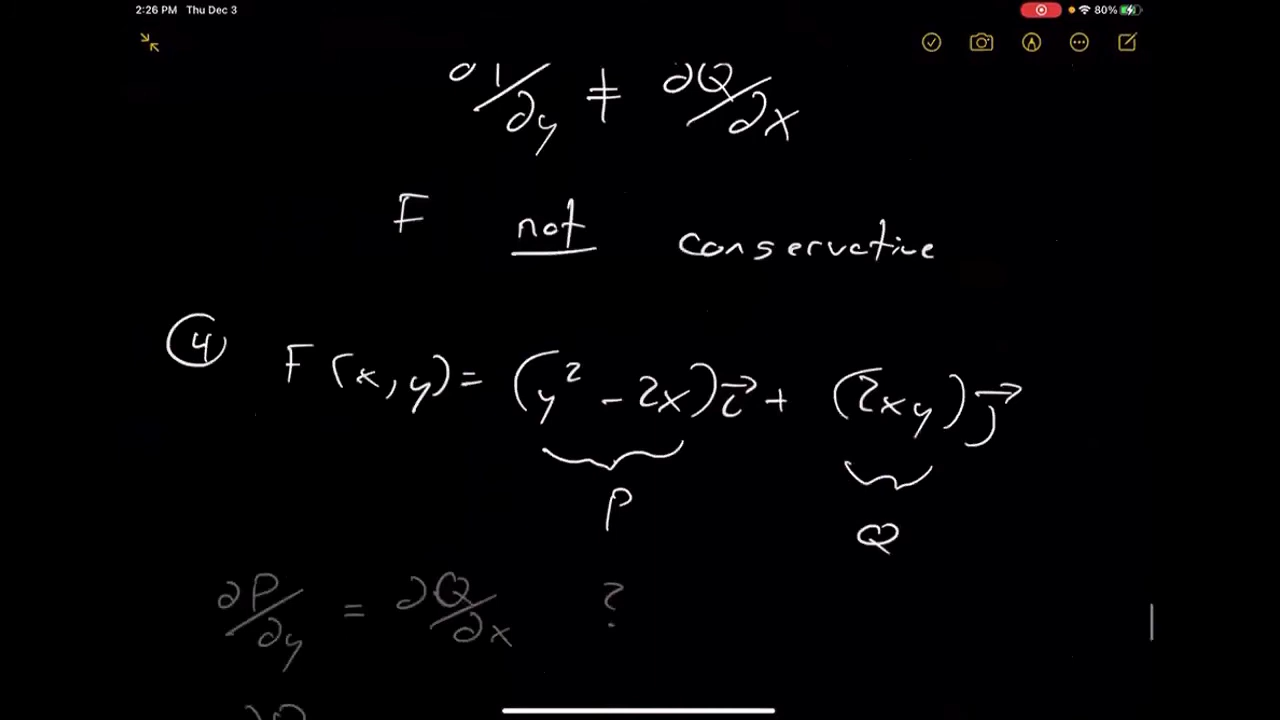 2:26 PM Thu Dec 3 80%
∂P/∂y ≠ ∂Q/∂x
F not conservative
④ F(x,y) = (y² - 2x)i⃗ + (2xy)j⃗
P Q
∂P/∂y = ∂Q/∂x ?